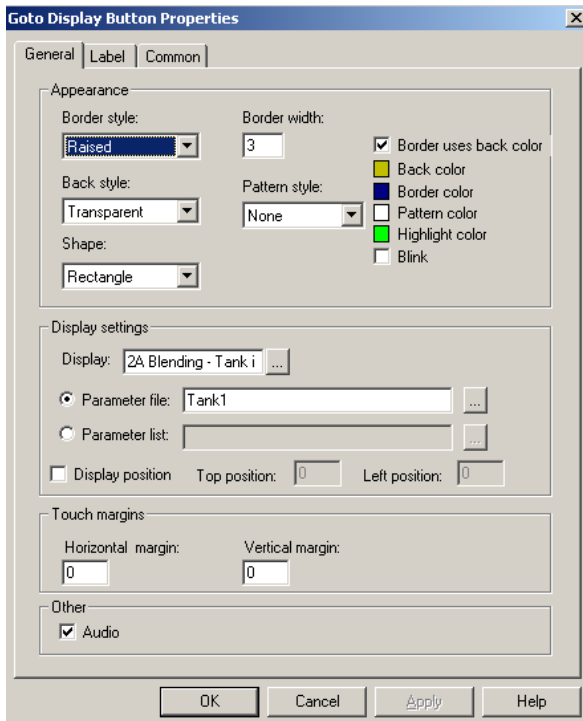 Goto Display Button Properties
General Label Common
Appearance
Border style:
Border width:
Raised
3
Border uses back color
Back color
Back style:
Pattern style:
Border color
Transparent
None
Pattern color
Highlight color
Shape:
Blink
Rectangle
Display settings
Display: 2A Blending - Tank i ...
Parameter file: Tank1 ...
Parameter list: ...
Display position Top position: 0 Left position: 0
Touch margins
Horizontal margin: Vertical margin:
0 0
Other
Audio
OK Cancel Apply Help